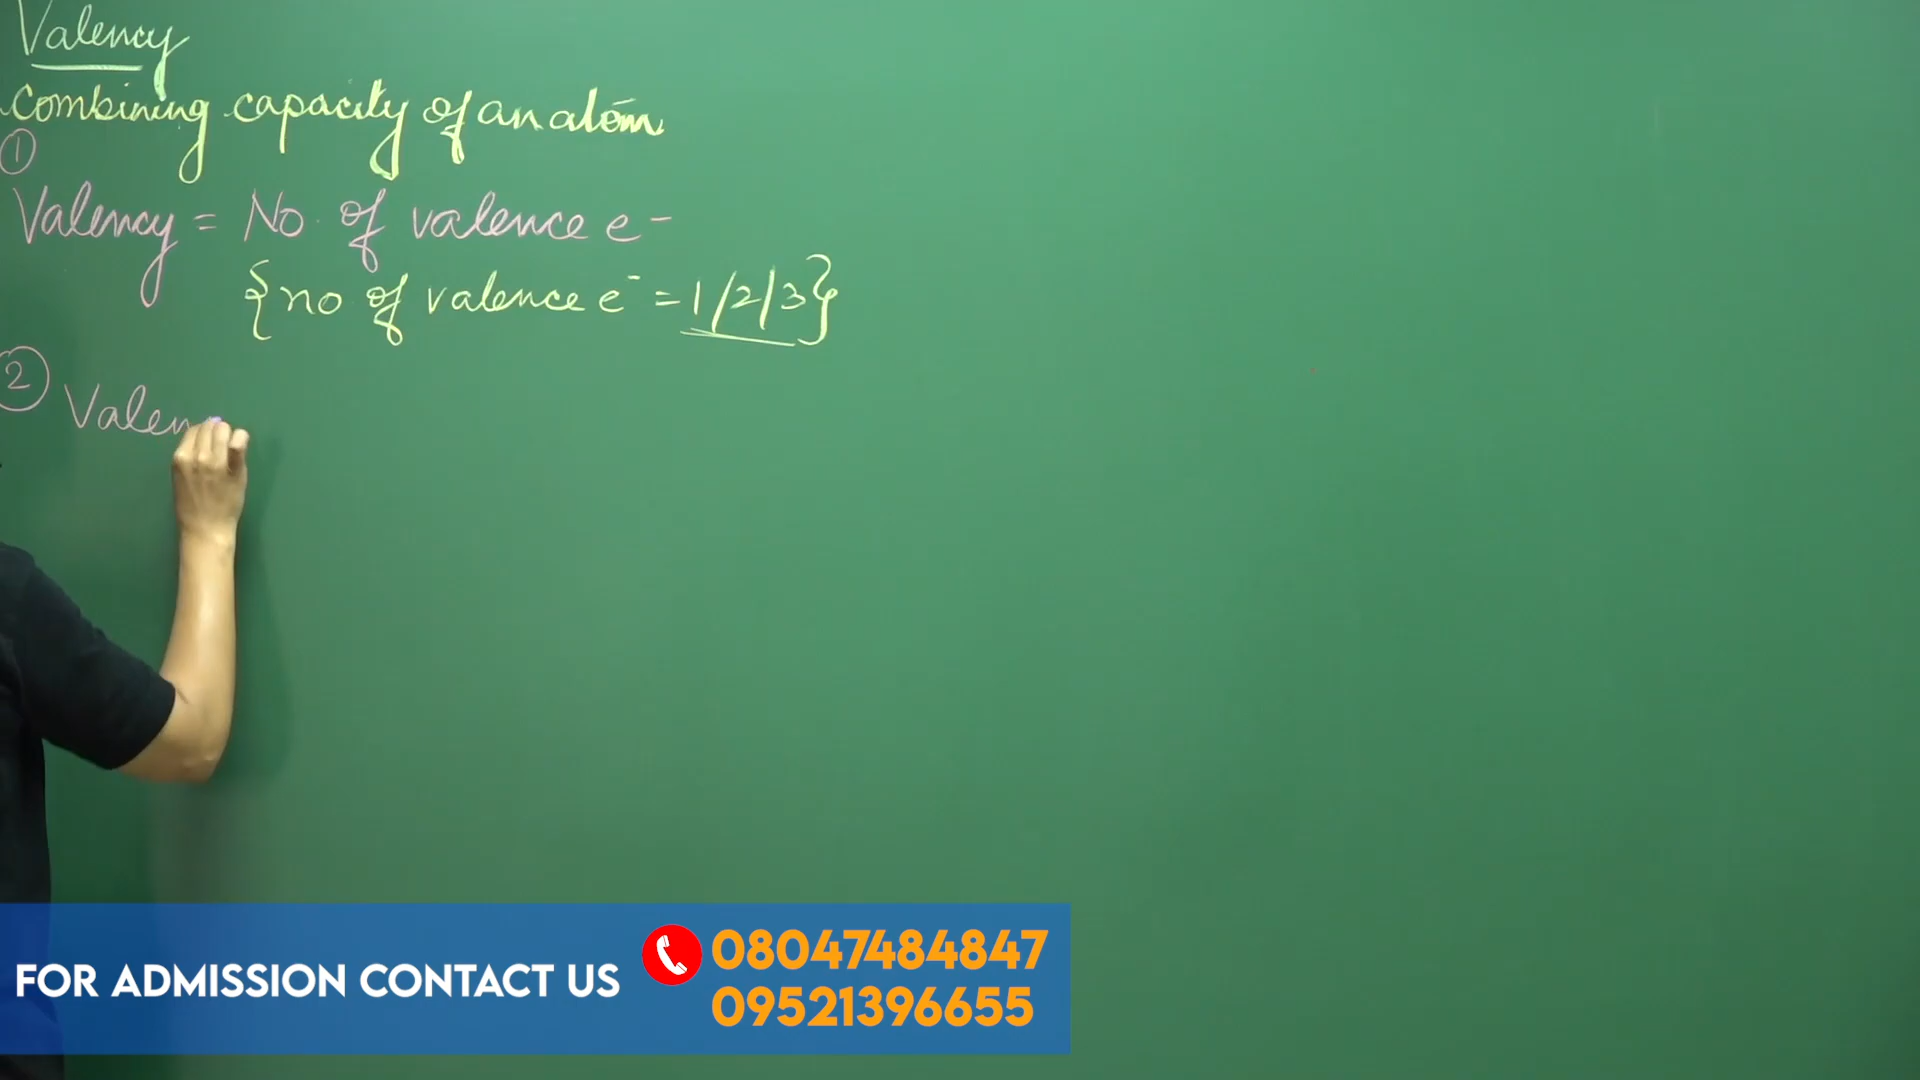 Valency
Combining capacity of an atom
①
Valency = No. of valence e⁻
{no of valence e⁻ = 1/2/3}
② Valen
FOR ADMISSION CONTACT US
08047484847
09521396655